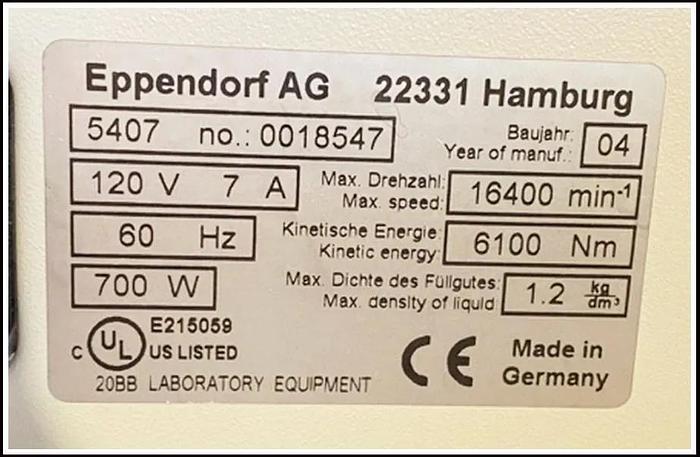 Eppendorf AG 22331 Hamburg
5407 no.: 0018547
Baujahr:
Year of manuf.: 04
120 V 7 A
Max. Drehzahl:
Max. speed: 16400 min-1
60 Hz
Kinetische Energie:
Kinetic energy: 6100 Nm
700 W
Max. Dichte des Füllgutes:
Max. density of liquid: 1.2 kg/dm³
C UL US LISTED
E215059
20BB LABORATORY EQUIPMENT
CE
Made in
Germany